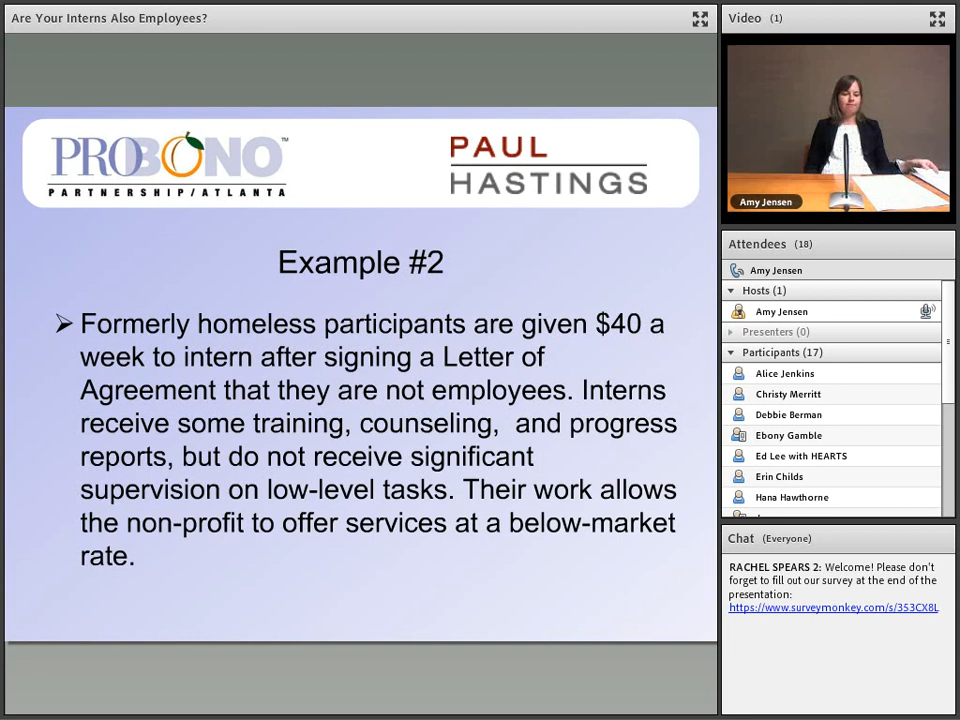 Are Your Interns Also Employees?
PROBONO™
PARTNERSHIP/ATLANTA
PAUL
HASTINGS
Example #2
➢ Formerly homeless participants are given $40 a
week to intern after signing a Letter of
Agreement that they are not employees. Interns
receive some training, counseling,  and progress
reports, but do not receive significant
supervision on low-level tasks. Their work allows
the non-profit to offer services at a below-market
rate.
Video (1)
Amy Jensen
Attendees (18)
Amy Jensen
Hosts (1)
Amy Jensen
Presenters (0)
Participants (17)
Alice Jenkins
Christy Merritt
Debbie Berman
Ebony Gamble
Ed Lee with HEARTS
Erin Childs
Hana Hawthorne
Chat (Everyone)
RACHEL SPEARS 2: Welcome! Please don't
forget to fill out our survey at the end of the
presentation:
https://www.surveymonkey.com/s/353CX8L